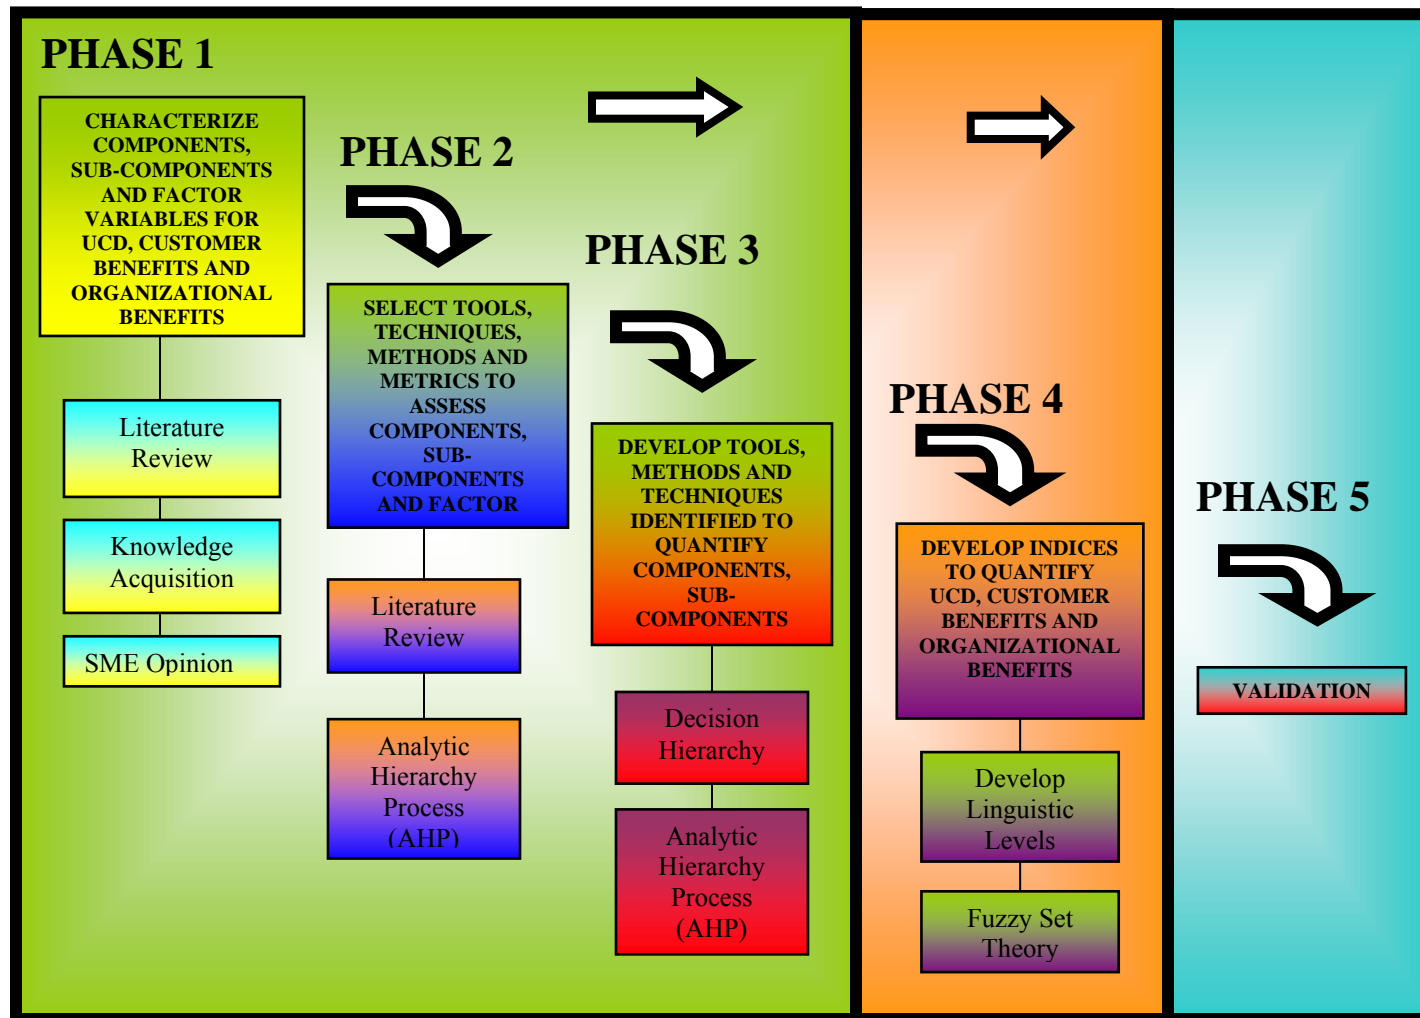 PHASE 1
CHARACTERIZE
COMPONENTS,
SUB-COMPONENTS
AND FACTOR
VARIABLES FOR
UCD, CUSTOMER
BENEFITS AND
ORGANIZATIONAL
BENEFITS
Literature
Review
Knowledge
Acquisition
SME Opinion
PHASE 2
SELECT TOOLS,
TECHNIQUES,
METHODS AND
METRICS TO
ASSESS
COMPONENTS,
SUB-
COMPONENTS
AND FACTOR
Literature
Review
Analytic
Hierarchy
Process
(AHP)
PHASE 3
DEVELOP TOOLS,
METHODS AND
TECHNIQUES
IDENTIFIED TO
QUANTIFY
COMPONENTS,
SUB-
COMPONENTS
Decision
Hierarchy
Analytic
Hierarchy
Process
(AHP)
PHASE 4
DEVELOP INDICES
TO QUANTIFY
UCD, CUSTOMER
BENEFITS AND
ORGANIZATIONAL
BENEFITS
Develop
Linguistic
Levels
Fuzzy Set
Theory
PHASE 5
VALIDATION